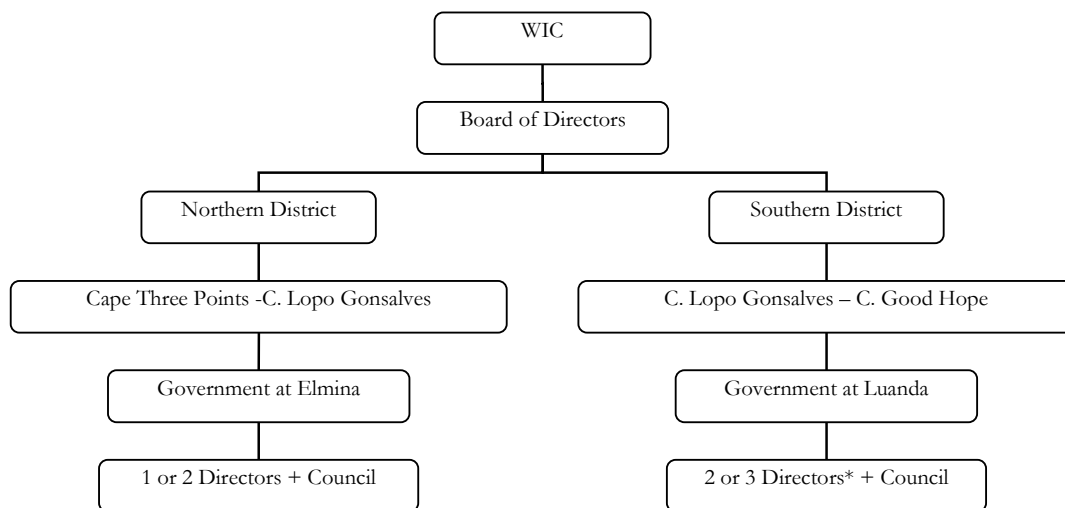 WIC
Board of Directors
Northern District
Southern District
Cape Three Points -C. Lopo Gonsalves
C. Lopo Gonsalves – C. Good Hope
Government at Elmina
Government at Luanda
1 or 2 Directors + Council
2 or 3 Directors* + Council